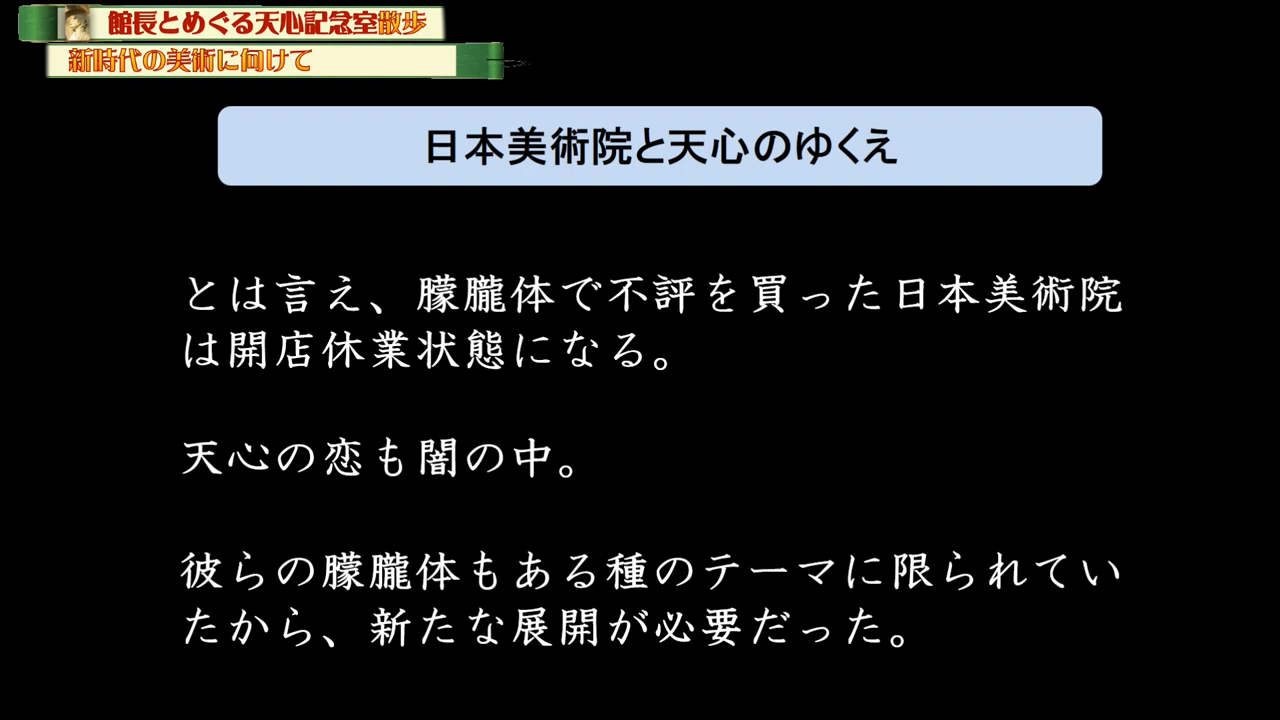 館長とめぐる天心記念室散歩
新時代の美術に向けて
日本美術院と天心のゆくえ
とは言え、朦朧体で不評を買った日本美術院
は開店休業状態になる。
天心の恋も闇の中。
彼らの朦朧体もある種のテーマに限られてい
たから、新たな展開が必要だった。